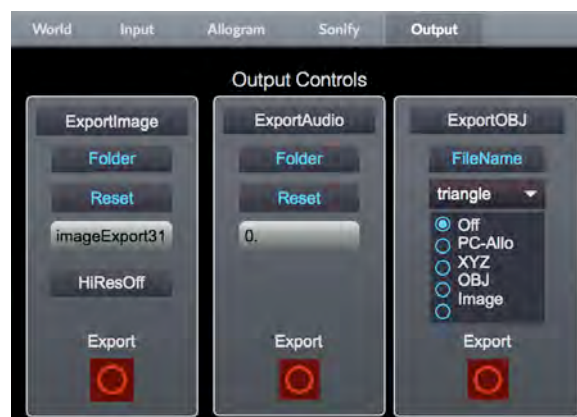 World Input Allogram Sonify Output
Output Controls
ExportImage
Folder
Reset
imageExport31
HiResOff
Export
ExportAudio
Folder
Reset
0.
Export
ExportOBJ
FileName
triangle
Off
PC-Allo
XYZ
OBJ
Image
Export